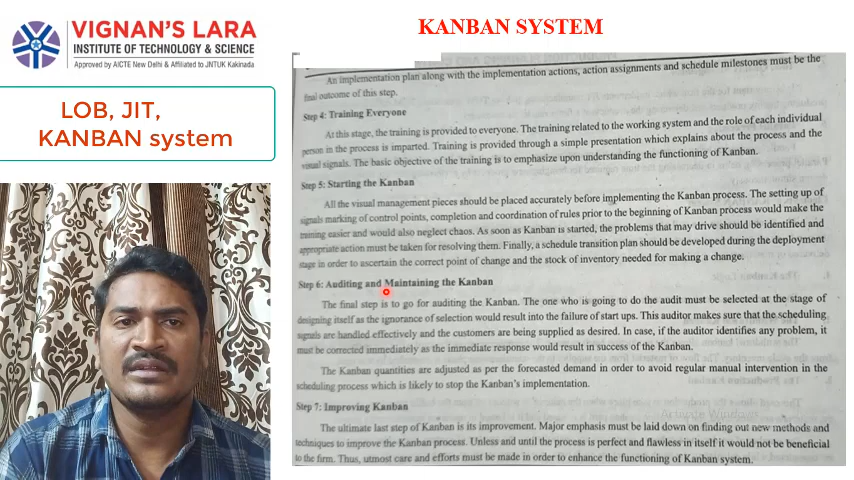 VIGNAN'S LARA
INSTITUTE OF TECHNOLOGY & SCIENCE
Approved by AICTE New Delhi & Affiliated to JNTUK Kakinada
LOB, JIT,
KANBAN system
KANBAN SYSTEM
An implementation plan along with the implementation actions, action assignments and schedule milestones must be the
final outcome of this step.
Step 4: Training Everyone
At this stage, the training is provided to everyone. The training related to the working system and the role of each individual
person in the process is imparted. Training is provided through a simple presentation which explains about the process and the
visual signals. The basic objective of the training is to emphasize upon understanding the functioning of Kanban.
Step 5: Starting the Kanban
All the visual management pieces should be placed accurately before implementing the Kanban process. The setting up of
signals marking of control points, completion and coordination of rules prior to the beginning of Kanban process would make the
training easier and would also neglect chaos. As soon as Kanban is started, the problems that may drive should be identified and
appropriate action must be taken for resolving them. Finally, a schedule transition plan should be developed during the deployment
stage in order to ascertain the correct point of change and the stock of inventory needed for making a change.
Step 6: Auditing and Maintaining the Kanban
The final step is to go for auditing the Kanban. The one who is going to do the audit must be selected at the stage of
designing itself as the ignorance of selection would result into the failure of start ups. This auditor makes sure that the scheduling
signals are handled effectively and the customers are being supplied as desired. In case, if the auditor identifies any problem, it
must be corrected immediately as the immediate response would result in success of the Kanban.
The Kanban quantities are adjusted as per the forecasted demand in order to avoid regular manual intervention in the
scheduling process which is likely to stop the Kanban's implementation.
Step 7: Improving Kanban
The ultimate last step of Kanban is its improvement. Major emphasis must be laid down on finding out new methods and
techniques to improve the Kanban process. Unless and until the process is perfect and flawless in itself it would not be beneficial
to the firm. Thus, utmost care and efforts must be made in order to enhance the functioning of Kanban system.